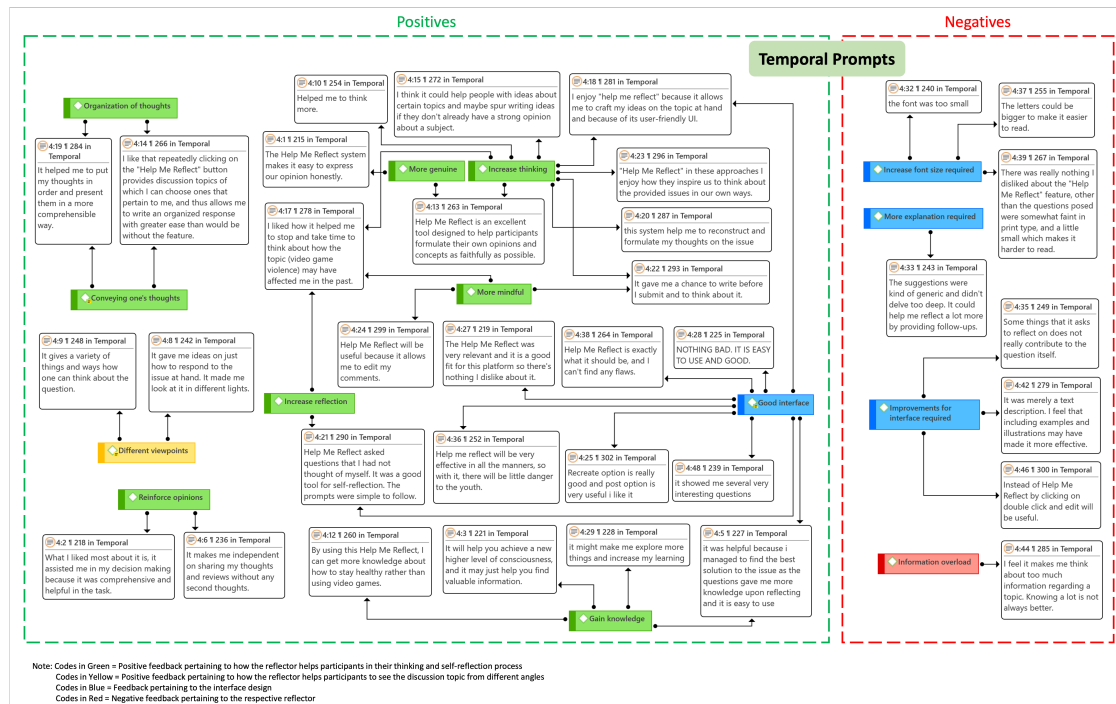 Positives
Negatives
Temporal Prompts
Organization of thoughts
4:19 ¶ 284 in
Temporal
It helped me to put
my thoughts in
order and present
them in a more
comprehensible
way.
4:14 ¶ 266 in
Temporal
I like that repeatedly clicking on
the "Help Me Reflect" button
provides discussion topics of
which I can choose ones that
pertain to me, and thus allows me
to write an organized response
with greater ease than would be
without the feature.
Conveying one's thoughts
4:9 ¶ 248 in
Temporal
It gives a variety of
things and ways how
one can think about the
question.
4:8 ¶ 242 in
Temporal
It gave me ideas on just
how to respond to the
issue at hand. It made me
look at it in different lights.
Different viewpoints
Reinforce opinions
4:2 ¶ 218 in Temporal
What I liked most about it is, it
assisted me in my decision making
because it was comprehensive and
helpful in the task.
4:6 ¶ 236 in Temporal
It makes me independent
on sharing my thoughts
and reviews without any
second thoughts.
4:10 ¶ 254 in Temporal
Helped me to think
more.
4:15 ¶ 272 in Temporal
I think it could help people with ideas about
certain topics and maybe spur writing ideas
if they don't already have a strong opinion
about a subject.
4:18 ¶ 281 in Temporal
I enjoy "help me reflect" because it allows
me to craft my ideas on the topic at hand
and because of its user-friendly UI.
4:1 ¶ 215 in Temporal
The Help Me Reflect system
makes it easy to express
our opinion honestly.
More genuine
Increase thinking
4:23 ¶ 296 in Temporal
"Help Me Reflect" in these approaches I
enjoy how they inspire us to think about
the provided issues in our own ways.
4:17 ¶ 278 in Temporal
I liked how it helped me
to stop and take time to
think about how the
topic (video game
violence) may have
affected me in the past.
4:13 ¶ 263 in Temporal
Help Me Reflect is an excellent
tool designed to help participants
formulate their own opinions and
concepts as faithfully as possible.
4:20 ¶ 287 in Temporal
this system help me to reconstruct and
formulate my thoughts on the issue
4:22 ¶ 293 in Temporal
It gave me a chance to write before
I submit and to think about it.
More mindful
4:24 ¶ 299 in Temporal
Help Me Reflect will be
useful because it allows
me to edit my
comments.
4:27 ¶ 219 in Temporal
The Help Me Reflect was
very relevant and it is a good
fit for this platform so there's
nothing I dislike about it.
4:38 ¶ 264 in Temporal
Help Me Reflect is exactly
what it should be, and I
can't find any flaws.
4:28 ¶ 225 in Temporal
NOTHING BAD. IT IS EASY
TO USE AND GOOD.
Increase reflection
Good interface
4:21 ¶ 290 in Temporal
Help Me Reflect asked
questions that I had not
thought of myself. It was a good
tool for self-reflection. The
prompts were simple to follow.
4:36 ¶ 252 in Temporal
Help me reflect will be very
effective in all the manners, so
with it, there will be little danger
to the youth.
4:25 ¶ 302 in Temporal
Recreate option is really
good and post option is
very useful i like it
4:48 ¶ 239 in Temporal
it showed me several very
interesting questions
4:12 ¶ 260 in Temporal
By using this Help Me Reflect, I
can get more knowledge about
how to stay healthy rather than
using video games.
4:3 ¶ 221 in Temporal
It will help you achieve a new
higher level of consciousness,
and it may just help you find
valuable information.
4:29 ¶ 228 in Temporal
it might make me explore more
things and increase my learning
4:5 ¶ 227 in Temporal
it was helpful because i
managed to find the best
solution to the issue as the
questions gave me more
knowledge upon reflecting
and it is easy to use
Gain knowledge
4:32 ¶ 240 in Temporal
the font was too small
4:37 ¶ 255 in Temporal
The letters could be
bigger to make it easier
to read.
Increase font size required
4:39 ¶ 267 in Temporal
There was really nothing
I disliked about the "Help
Me Reflect" feature, other
than the questions posed
were somewhat faint in
print type, and a little
small which makes it
harder to read.
More explanation required
4:33 ¶ 243 in Temporal
The suggestions were
kind of generic and didn't
delve too deep. It could
help me reflect a lot more
by providing follow-ups.
4:35 ¶ 249 in Temporal
Some things that it asks
to reflect on does not
really contribute to the
question itself.
Improvements for
interface required
4:42 ¶ 279 in Temporal
It was merely a text
description. I feel that
including examples and
illustrations may have
made it more effective.
4:46 ¶ 300 in Temporal
Instead of Help Me
Reflect by clicking on
double click and edit will
be useful.
Information overload
4:44 ¶ 285 in Temporal
I feel it makes me think
about too much
information regarding a
topic. Knowing a lot is not
always better.
Note: Codes in Green = Positive feedback pertaining to how the reflector helps participants in their thinking and self-reflection process
Codes in Yellow = Positive feedback pertaining to how the reflector helps participants to see the discussion topic from different angles
Codes in Blue = Feedback pertaining to the interface design
Codes in Red = Negative feedback pertaining to the respective reflector